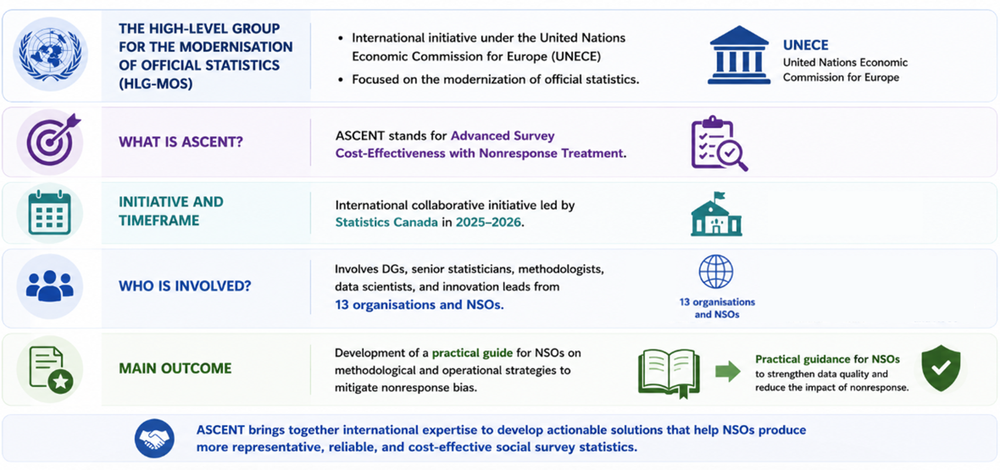 THE HIGH-LEVEL GROUP
FOR THE MODERNISATION
OF OFFICIAL STATISTICS
(HLG-MOS)
• International initiative under the United Nations
Economic Commission for Europe (UNECE)
• Focused on the modernization of official statistics.
UNECE
United Nations Economic
Commission for Europe
WHAT IS ASCENT?
ASCENT stands for Advanced Survey
Cost-Effectiveness with Nonresponse Treatment.
INITIATIVE AND
TIMEFRAME
International collaborative initiative led by
Statistics Canada in 2025–2026.
WHO IS INVOLVED?
Involves DGs, senior statisticians, methodologists,
data scientists, and innovation leads from
13 organisations and NSOs.
13 organisations
and NSOs
MAIN OUTCOME
Development of a practical guide for NSOs on
methodological and operational strategies to
mitigate nonresponse bias.
Practical guidance for NSOs
to strengthen data quality and
reduce the impact of nonresponse.
ASCENT brings together international expertise to develop actionable solutions that help NSOs produce
more representative, reliable, and cost-effective social survey statistics.